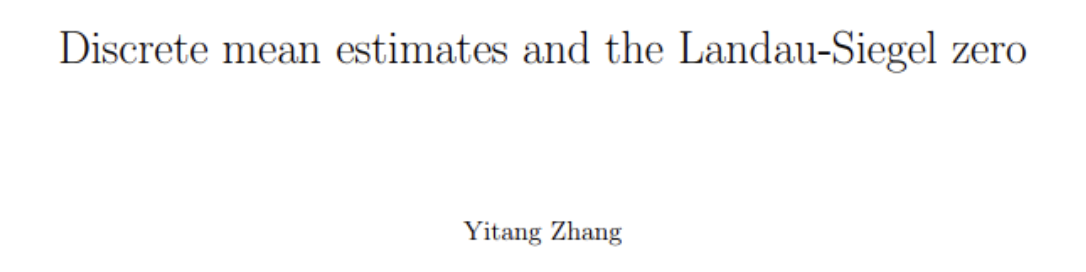 Discrete mean estimates and the Landau-Siegel zero
Yitang Zhang